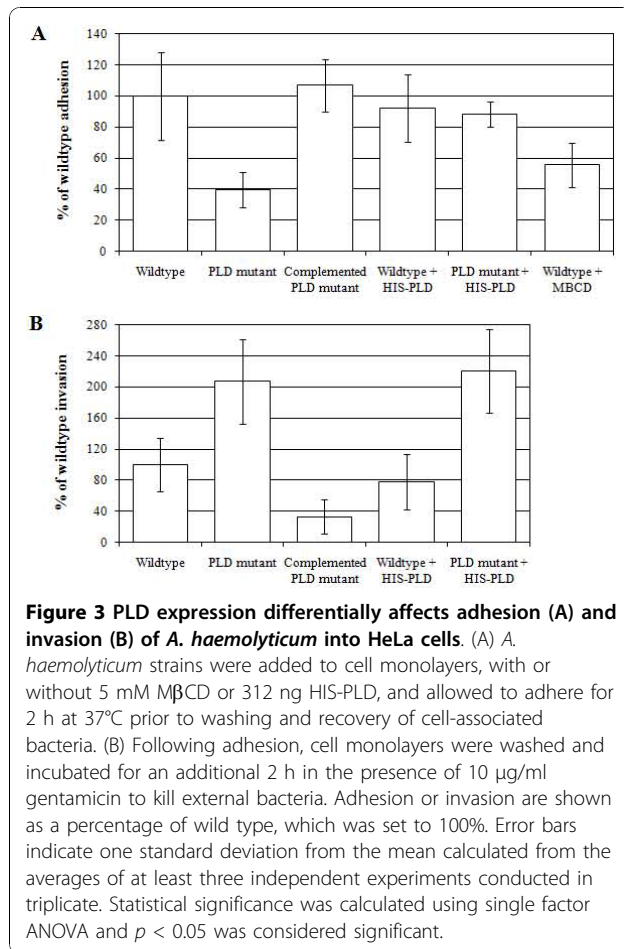 A
% of wildtype adhesion
140
120
100
80
60
40
20
0
Wildtype
PLD mutant
Complemented
PLD mutant
Wildtype +
HIS-PLD
PLD mutant +
HIS-PLD
Wildtype +
MBCD
B
% of wildtype invasion
280
240
200
160
120
80
40
0
Wildtype
PLD mutant
Complemented
PLD mutant
Wildtype +
HIS-PLD
PLD mutant +
HIS-PLD
Figure 3 PLD expression differentially affects adhesion (A) and
invasion (B) of A. haemolyticum into HeLa cells. (A) A.
haemolyticum strains were added to cell monolayers, with or
without 5 mM MβCD or 312 ng HIS-PLD, and allowed to adhere for
2 h at 37°C prior to washing and recovery of cell-associated
bacteria. (B) Following adhesion, cell monolayers were washed and
incubated for an additional 2 h in the presence of 10 μg/ml
gentamicin to kill external bacteria. Adhesion or invasion are shown
as a percentage of wild type, which was set to 100%. Error bars
indicate one standard deviation from the mean calculated from the
averages of at least three independent experiments conducted in
triplicate. Statistical significance was calculated using single factor
ANOVA and p < 0.05 was considered significant.